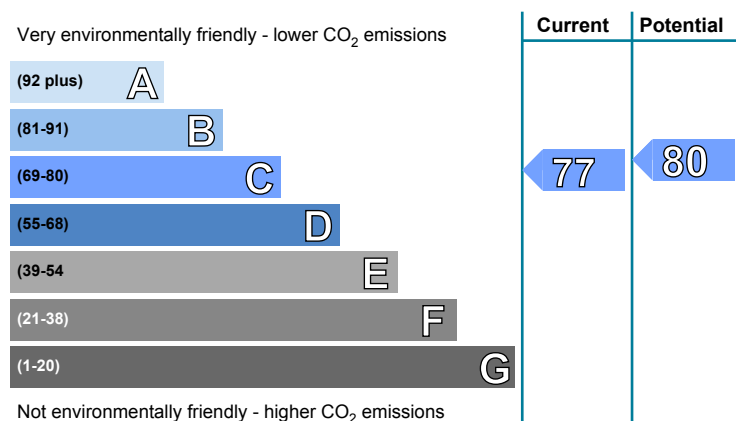 Very environmentally friendly - lower CO₂ emissions
Current
Potential
(92 plus) A
(81-91) B
(69-80) C
(55-68) D
(39-54 E
(21-38) F
(1-20) G
77
80
Not environmentally friendly - higher CO₂ emissions